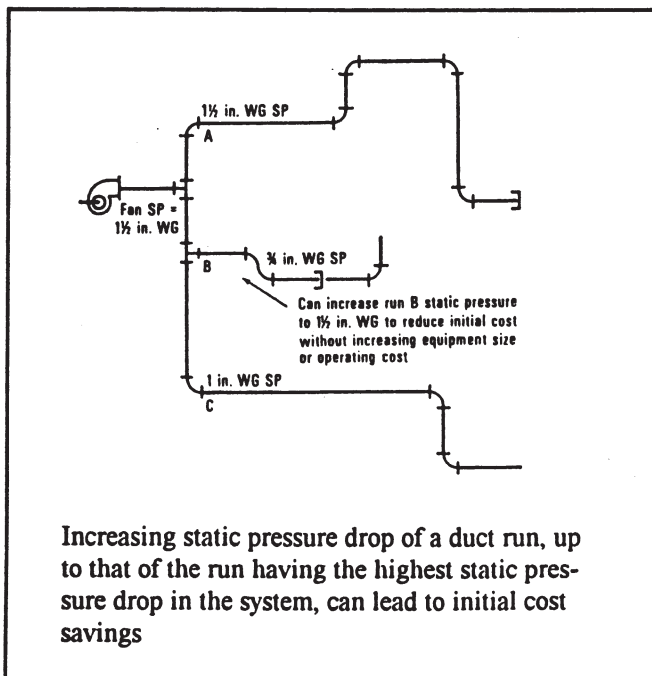 1½ in. WG SP
A
Fan SP =
1½ in. WG
¾ in. WG SP
B
Can increase run B static pressure
to 1½ in. WG to reduce initial cost
without increasing equipment size
or operating cost
1 in. WG SP
C
Increasing static pressure drop of a duct run, up
to that of the run having the highest static pres-
sure drop in the system, can lead to initial cost
savings